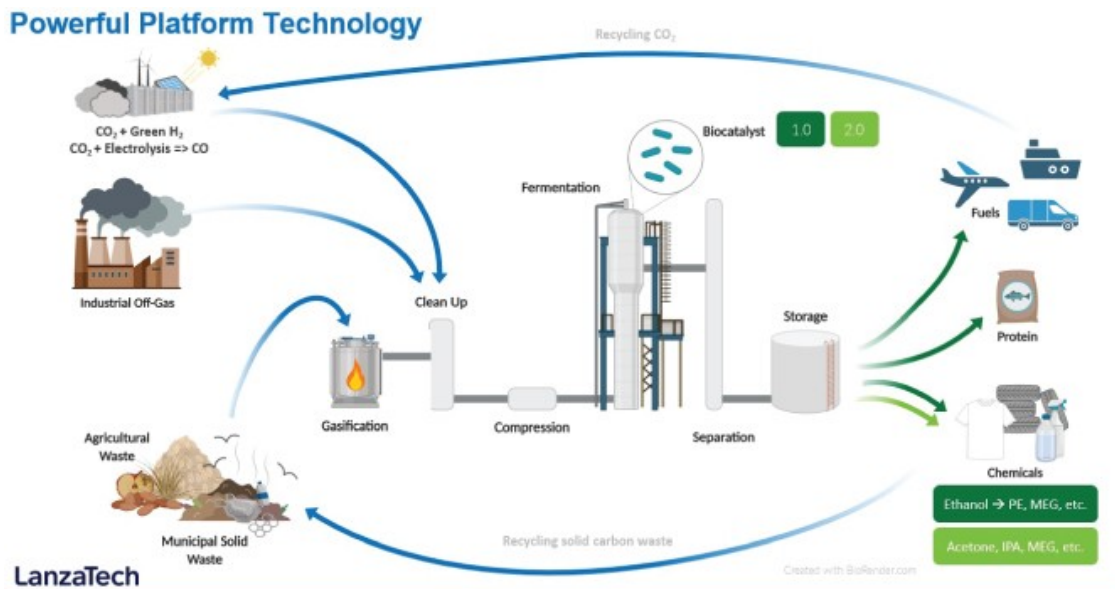 Powerful Platform Technology
Recycling CO₂
CO₂ + Green H₂
CO₂ + Electrolysis => CO
Biocatalyst
1.0
2.0
Fermentation
Fuels
Industrial Off-Gas
Clean Up
Storage
Protein
Gasification
Compression
Separation
Agricultural
Waste
Chemicals
Ethanol → PE, MEG, etc.
Municipal Solid
Waste
Recycling solid carbon waste
Acetone, IPA, MEG, etc.
Created with BioRender.com
LanzaTech